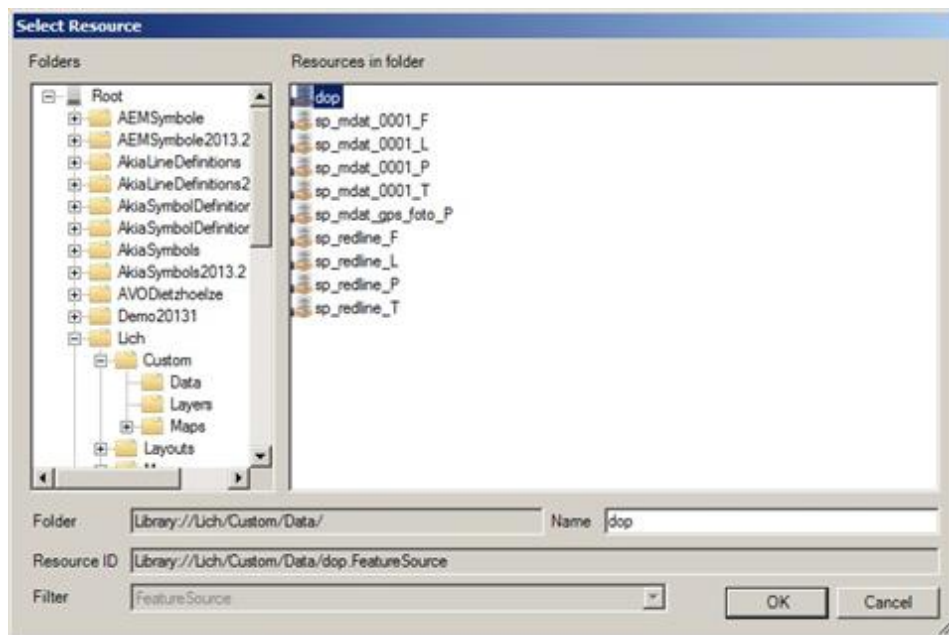 Select Resource
Folders
Resources in folder
Root
AEMSymbole
AEMSymbole2013.2
AkiaLineDefinitions
AkiaLineDefinitions2
AkiaSymbolDefinition
AkiaSymbolDefinition
AkiaSymbols
AkiaSymbols2013.2
AVODietzhoelze
Demo20131
Lich
Custom
Data
Layers
Maps
Layouts
dop
sp_mdat_0001_F
sp_mdat_0001_L
sp_mdat_0001_P
sp_mdat_0001_T
sp_mdat_gps_foto_P
sp_redline_F
sp_redline_L
sp_redline_P
sp_redline_T
Folder Library://Lich/Custom/Data/ Name dop
Resource ID Library://Lich/Custom/Data/dop.FeatureSource
Filter FeatureSource OK Cancel